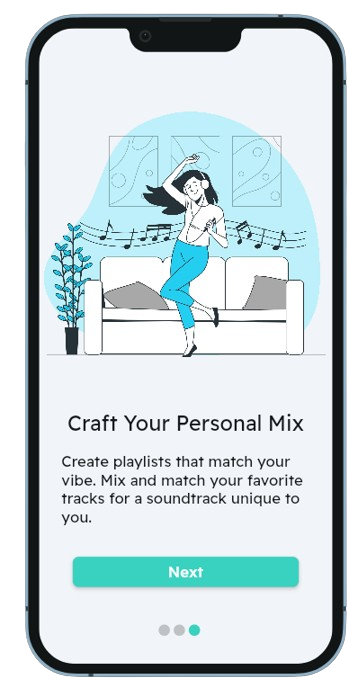 Craft Your Personal Mix
Create playlists that match your
vibe. Mix and match your favorite
tracks for a soundtrack unique to
you.
Next